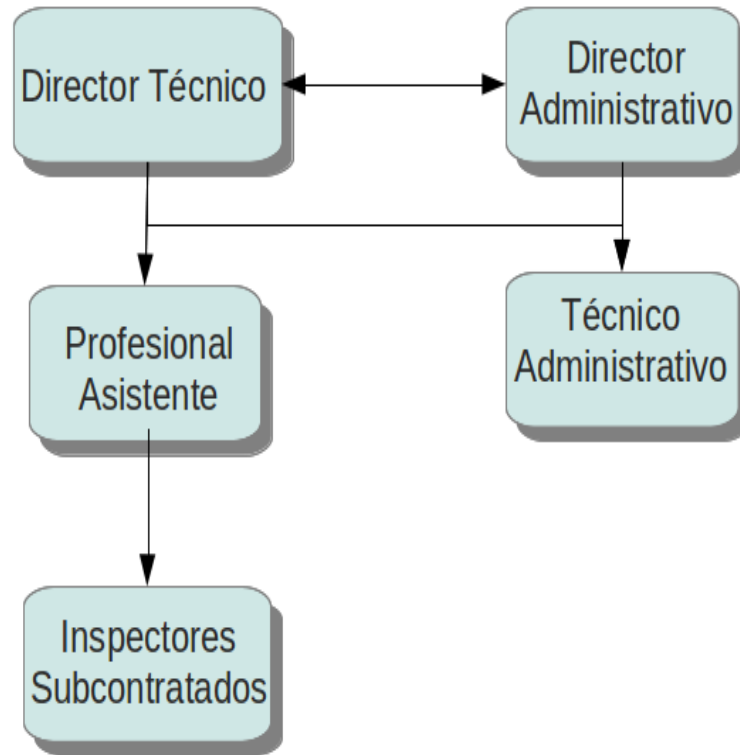 Director Técnico
Director
Administrativo
Profesional
Asistente
Técnico
Administrativo
Inspectores
Subcontratados